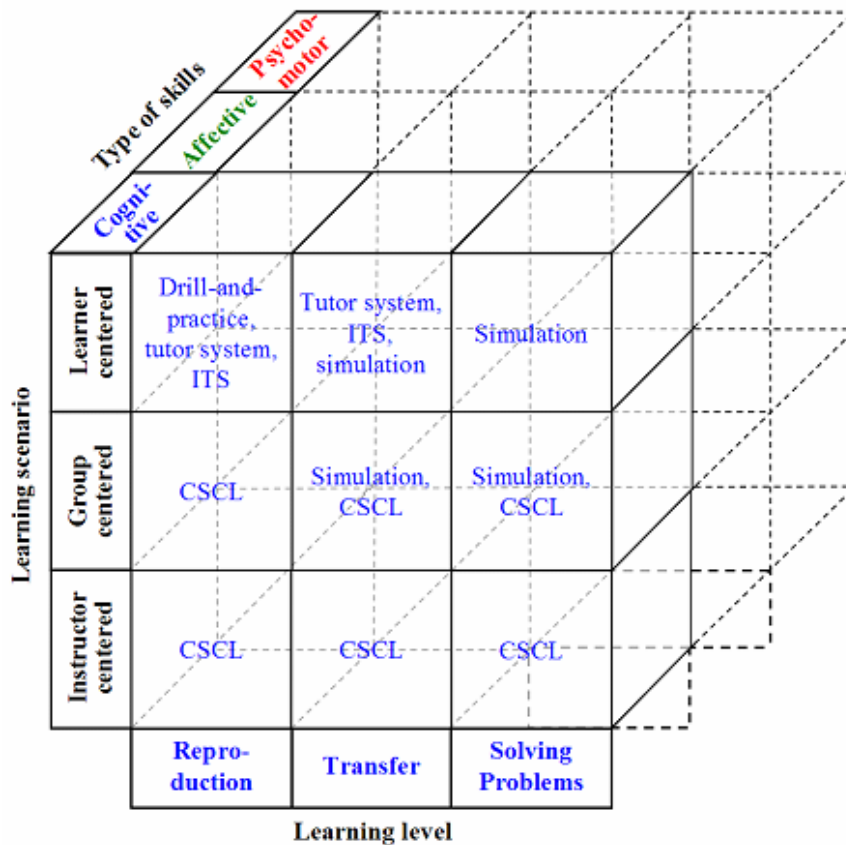 Type of skills
Psycho-
motor
Affective
Cogni-
tive
Learning scenario
Learner
centered
Drill-and-
practice,
tutor system,
ITS
Tutor system,
ITS,
simulation
Simulation
Group
centered
CSCL
Simulation,
CSCL
Simulation,
CSCL
Instructor
centered
CSCL
CSCL
CSCL
Repro-
duction
Transfer
Solving
Problems
Learning level